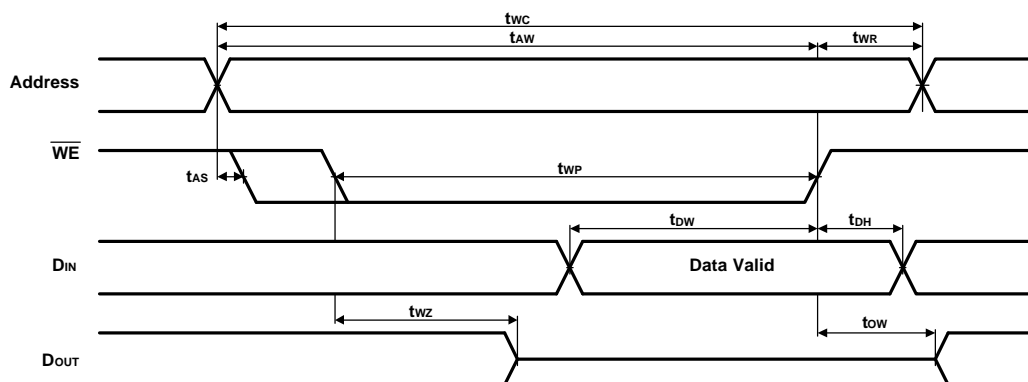 tWC
tAW tWR
Address
WE
tAS tWP
tDW tDH
DIN Data Valid
tWZ tOW
DOUT